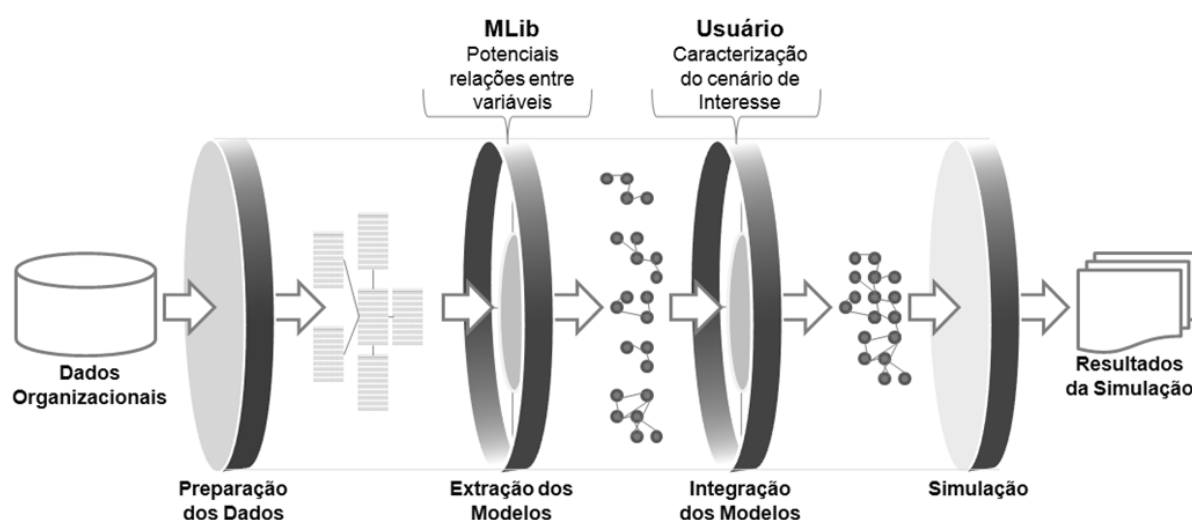 MLib
Potenciais
relações entre
variáveis
Usuário
Caracterização
do cenário de
Interesse
Dados
Organizacionais
Resultados
da Simulação
Preparação
dos Dados
Extração dos
Modelos
Integração
dos Modelos
Simulação